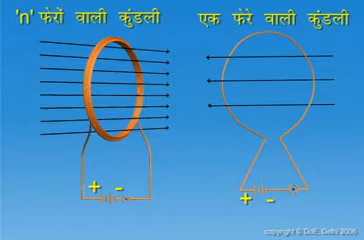 'n' फेरों वाली कुंडली
एक फेरे वाली कुंडली
+ -
+ -
copyright © DoE, Delhi 2006